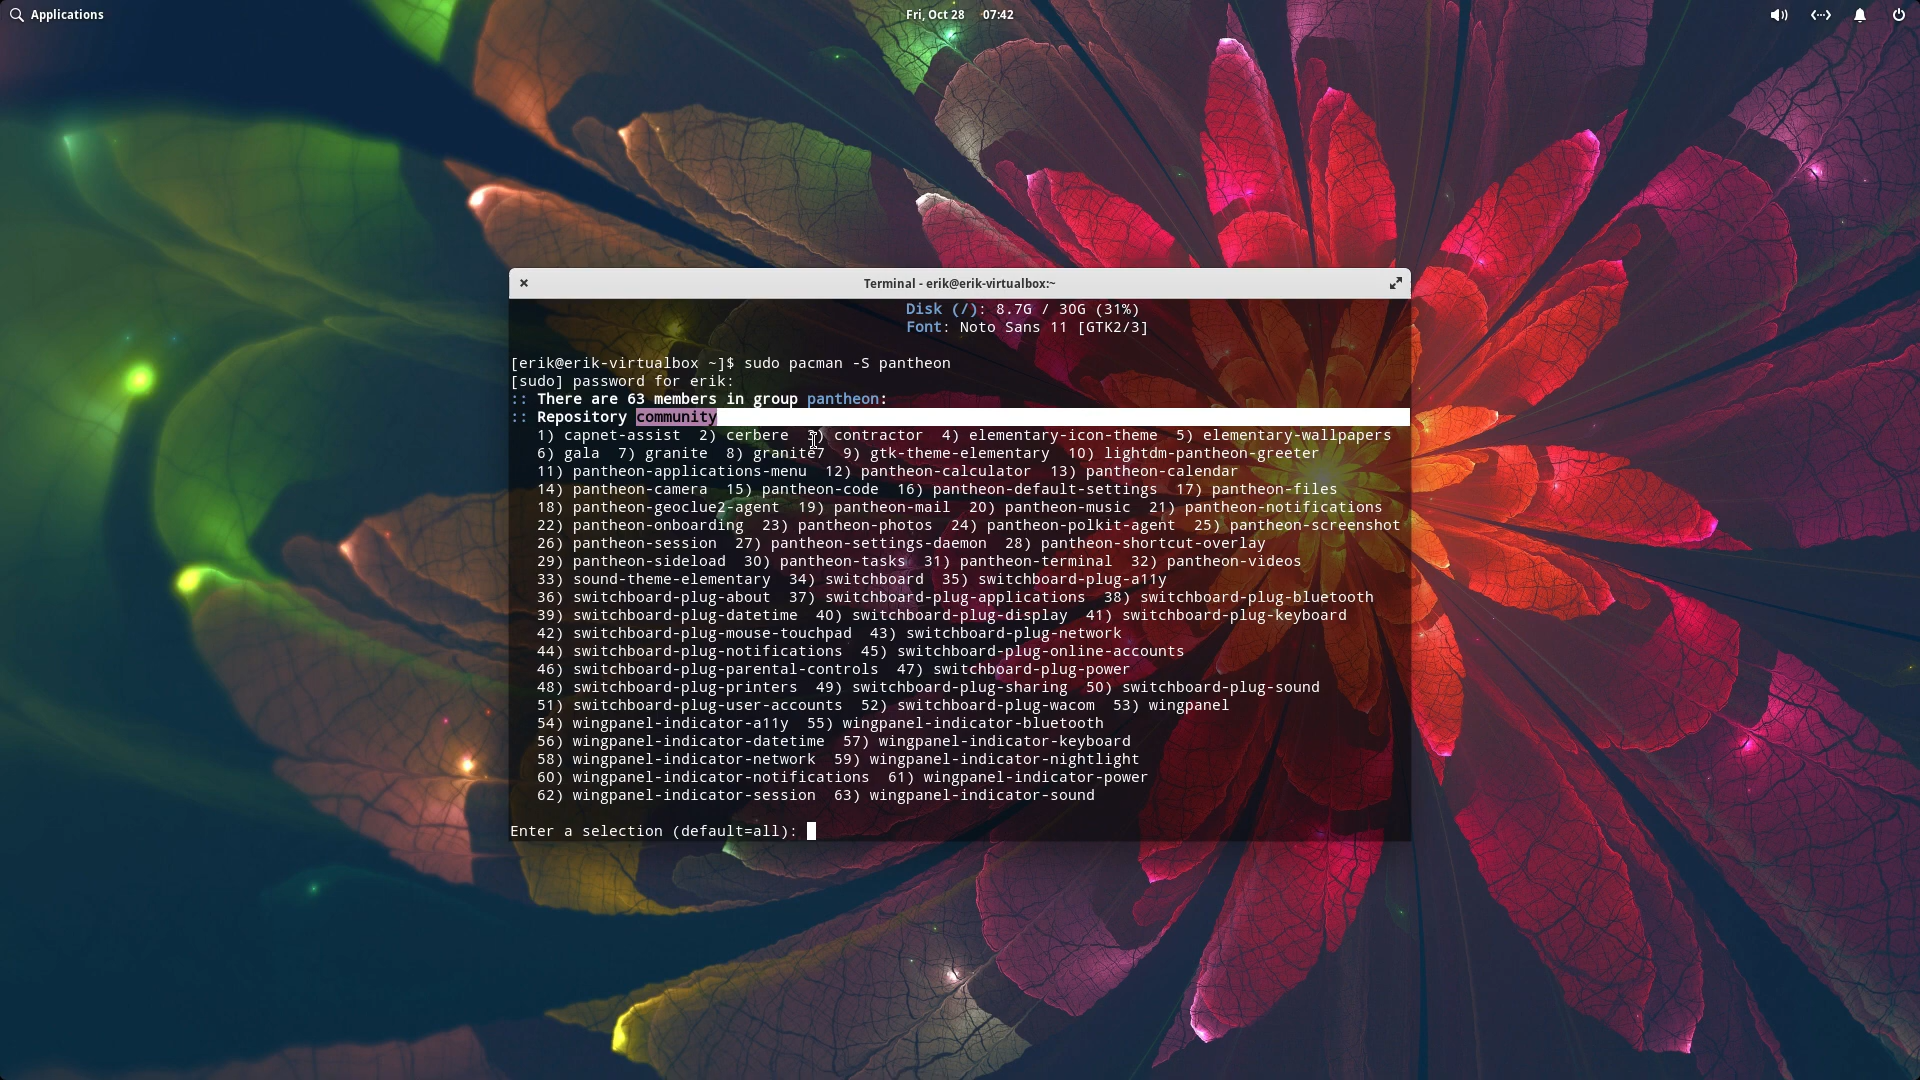 Applications
Fri, Oct 28 07:42
Terminal - erik@erik-virtualbox:~
Disk (/): 8.7G / 30G (31%)
Font: Noto Sans 11 [GTK2/3]
[erik@erik-virtualbox ~]$ sudo pacman -S pantheon
[sudo] password for erik:
:: There are 63 members in group pantheon:
:: Repository community
1) capnet-assist 2) cerbere 3) contractor 4) elementary-icon-theme 5) elementary-wallpapers
6) gala 7) granite 8) granite7 9) gtk-theme-elementary 10) lightdm-pantheon-greeter
11) pantheon-applications-menu 12) pantheon-calculator 13) pantheon-calendar
14) pantheon-camera 15) pantheon-code 16) pantheon-default-settings 17) pantheon-files
18) pantheon-geoclue2-agent 19) pantheon-mail 20) pantheon-music 21) pantheon-notifications
22) pantheon-onboarding 23) pantheon-photos 24) pantheon-polkit-agent 25) pantheon-screenshot
26) pantheon-session 27) pantheon-settings-daemon 28) pantheon-shortcut-overlay
29) pantheon-sideload 30) pantheon-tasks 31) pantheon-terminal 32) pantheon-videos
33) sound-theme-elementary 34) switchboard 35) switchboard-plug-a11y
36) switchboard-plug-about 37) switchboard-plug-applications 38) switchboard-plug-bluetooth
39) switchboard-plug-datetime 40) switchboard-plug-display 41) switchboard-plug-keyboard
42) switchboard-plug-mouse-touchpad 43) switchboard-plug-network
44) switchboard-plug-notifications 45) switchboard-plug-online-accounts
46) switchboard-plug-parental-controls 47) switchboard-plug-power
48) switchboard-plug-printers 49) switchboard-plug-sharing 50) switchboard-plug-sound
51) switchboard-plug-user-accounts 52) switchboard-plug-wacom 53) wingpanel
54) wingpanel-indicator-a11y 55) wingpanel-indicator-bluetooth
56) wingpanel-indicator-datetime 57) wingpanel-indicator-keyboard
58) wingpanel-indicator-network 59) wingpanel-indicator-nightlight
60) wingpanel-indicator-notifications 61) wingpanel-indicator-power
62) wingpanel-indicator-session 63) wingpanel-indicator-sound
Enter a selection (default=all):